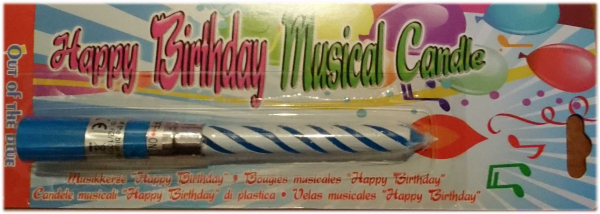 Happy Birthday Musical Candle
Out of the Blue
Musikkerze "Happy Birthday" • Bougies musicales "Happy Birthday"
Candele musicali "Happy Birthday" di plastica • Velas musicales "Happy Birthday"